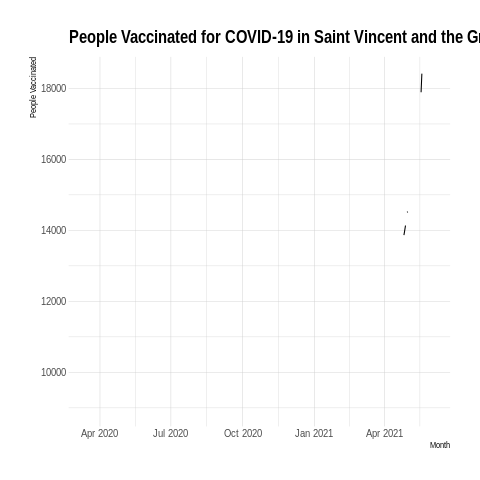 People Vaccinated for COVID-19 in Saint Vincent and the Gr
People Vaccinated
18000
16000
14000
12000
10000
Apr 2020 Jul 2020 Oct 2020 Jan 2021 Apr 2021
Month